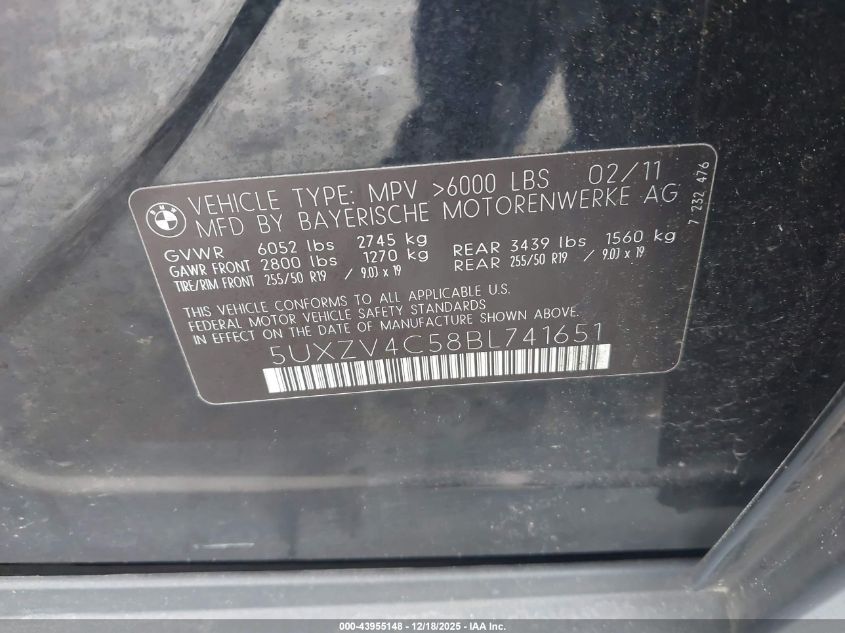 BMW
VEHICLE TYPE: MPV >6000 LBS 02/11
MFD BY BAYERISCHE MOTORENWERKE AG
7 232 476
GVWR 6052 lbs 2745 kg
GAWR FRONT 2800 lbs 1270 kg REAR 3439 lbs 1560 kg
TIRE/RIM FRONT 255/50 R19 / 9.0J x 19 REAR 255/50 R19 / 9.0J x 19
THIS VEHICLE CONFORMS TO ALL APPLICABLE U.S.
FEDERAL MOTOR VEHICLE SAFETY STANDARDS
IN EFFECT ON THE DATE OF MANUFACTURE SHOWN ABOVE.
5UXZV4C58BL741651
000-43955148 - 12/18/2025 - IAA Inc.